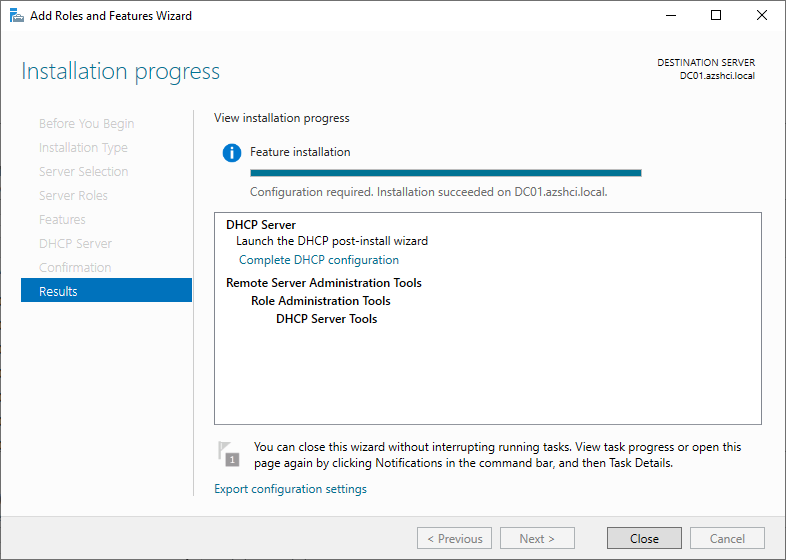 Add Roles and Features Wizard
Installation progress
DESTINATION SERVER
DC01.azshci.local
Before You Begin
Installation Type
Server Selection
Server Roles
Features
DHCP Server
Confirmation
Results
View installation progress
Feature installation
Configuration required. Installation succeeded on DC01.azshci.local.
DHCP Server
Launch the DHCP post-install wizard
Complete DHCP configuration
Remote Server Administration Tools
Role Administration Tools
DHCP Server Tools
1
You can close this wizard without interrupting running tasks. View task progress or open this
page again by clicking Notifications in the command bar, and then Task Details.
Export configuration settings
< Previous
Next >
Close
Cancel